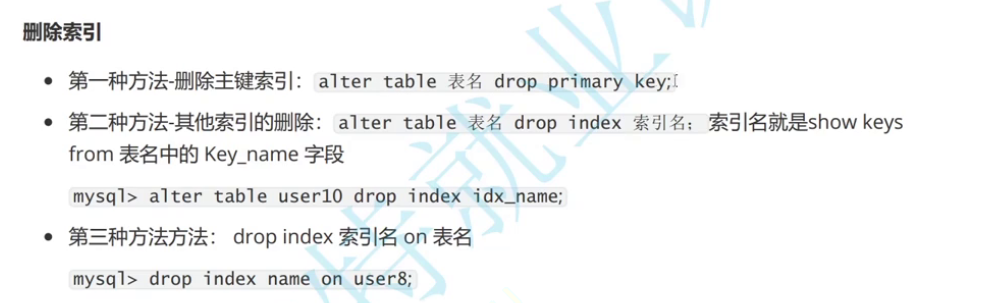 删除索引
• 第一种方法-删除主键索引： alter table 表名 drop primary key;
• 第二种方法-其他索引的删除： alter table 表名 drop index 索引名； 索引名就是show keys
from 表名中的 Key_name 字段
mysql> alter table user10 drop index idx_name;
• 第三种方法方法： drop index 索引名 on 表名
mysql> drop index name on user8;
特就业